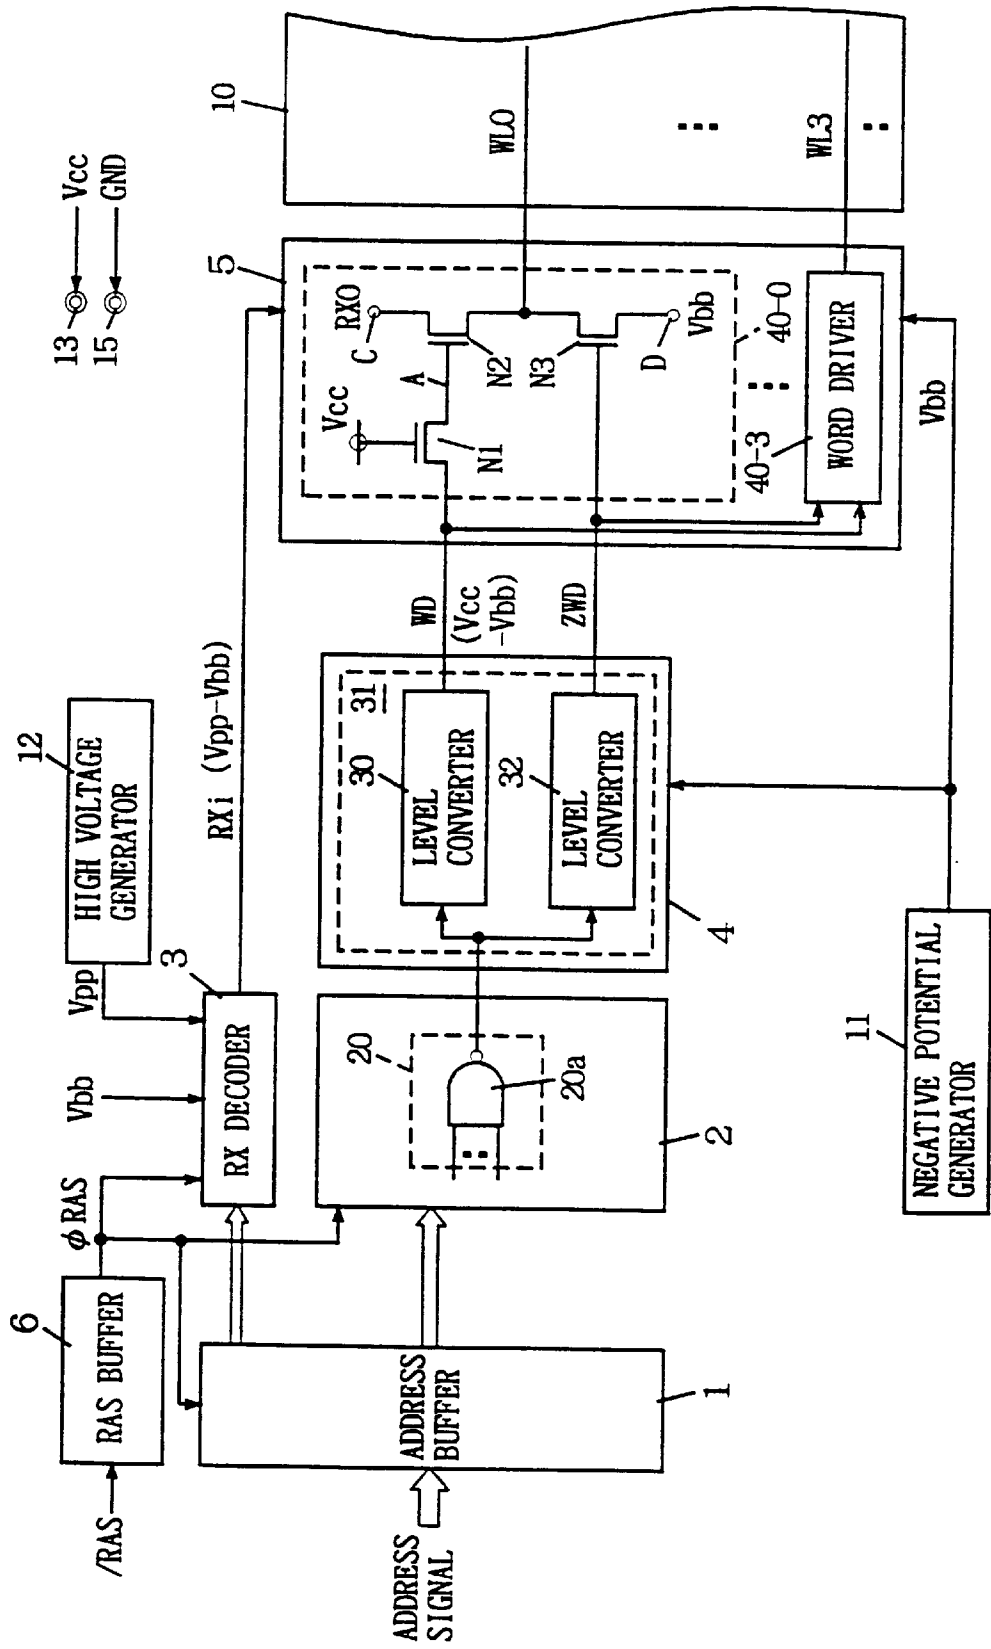 /RAS
6
RAS BUFFER
φRAS
Vbb
Vpp
12
HIGH VOLTAGE
GENERATOR
13
Vcc
15
GND
3
RX DECODER
RXi (Vpp-Vbb)
ADDRESS
SIGNAL
ADDRESS
BUFFER
1
20
20a
2
31
30
LEVEL
CONVERTER
32
LEVEL
CONVERTER
4
WD
(Vcc
-Vbb)
ZWD
5
Vcc
N1
A
C
RX0
N2
N3
D
Vbb
40-0
40-3
WORD DRIVER
10
WL0
WL3
11
NEGATIVE POTENTIAL
GENERATOR
Vbb